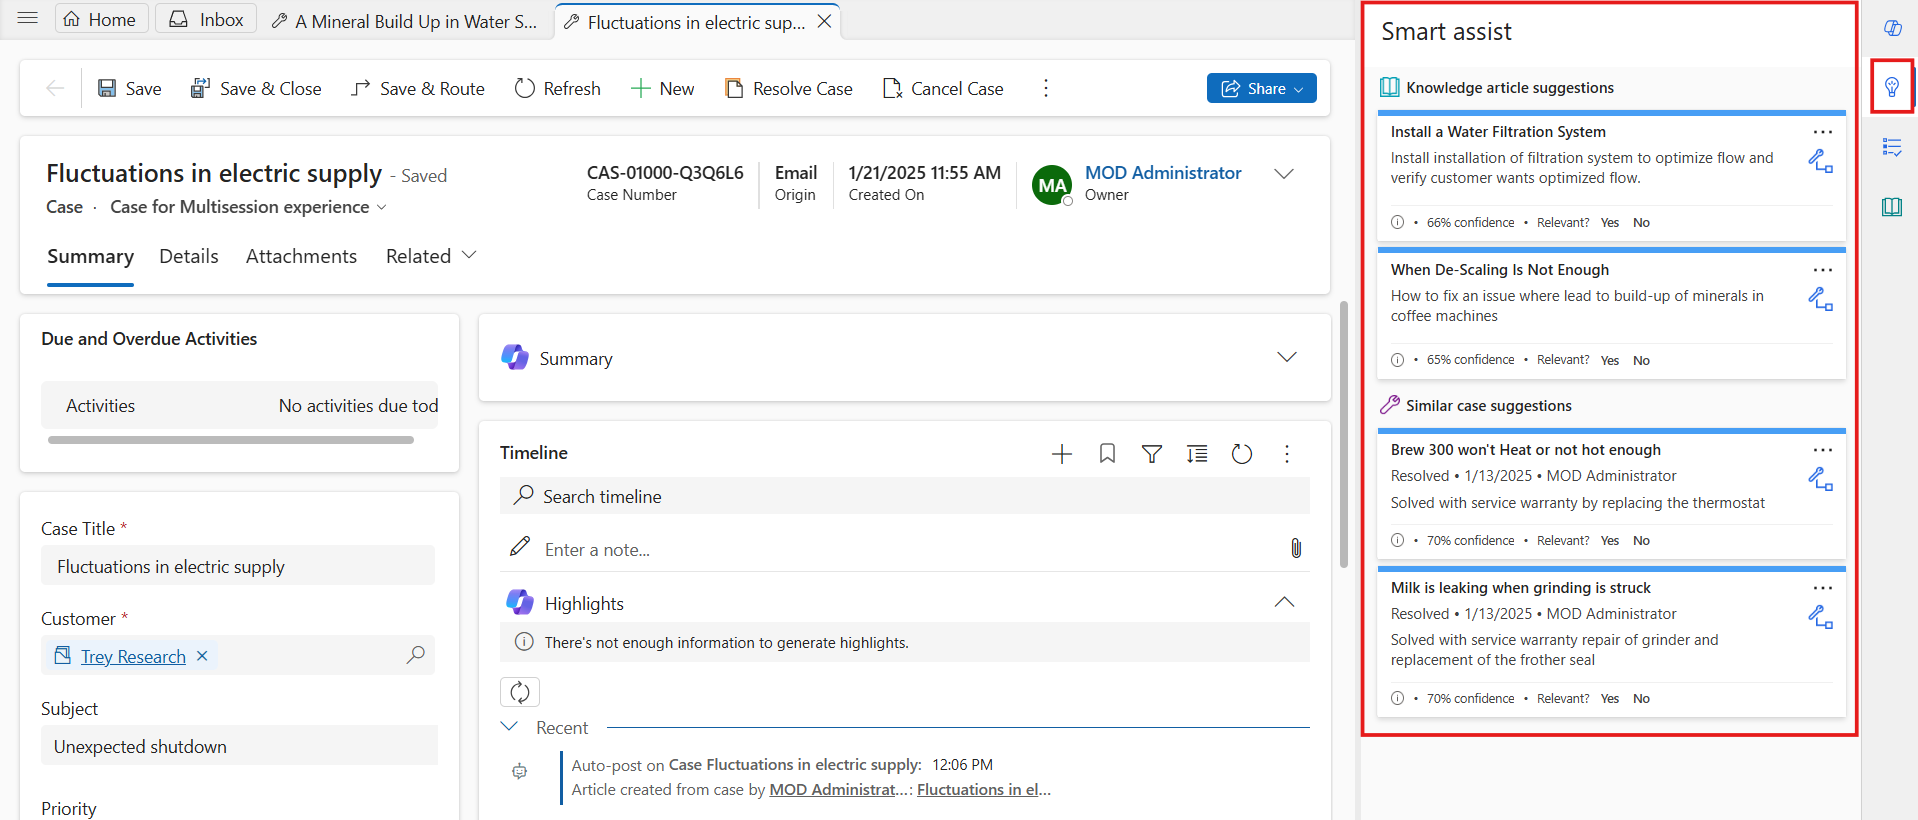 Home
Inbox
A Mineral Build Up in Water S...
Fluctuations in electric sup...
Save
Save & Close
Save & Route
Refresh
New
Resolve Case
Cancel Case
Share
Fluctuations in electric supply - Saved
Case · Case for Multisession experience
CAS-01000-Q3Q6L6
Case Number
Email
Origin
1/21/2025 11:55 AM
Created On
MA
MOD Administrator
Owner
Summary
Details
Attachments
Related
Due and Overdue Activities
Activities
No activities due tod
Case Title *
Fluctuations in electric supply
Customer *
Trey Research
Subject
Unexpected shutdown
Priority
Summary
Timeline
Search timeline
Enter a note...
Highlights
There's not enough information to generate highlights.
Recent
Auto-post on Case Fluctuations in electric supply: 12:06 PM
Article created from case by MOD Administrat...: Fluctuations in el...
Smart assist
Knowledge article suggestions
Install a Water Filtration System
Install installation of filtration system to optimize flow and
verify customer wants optimized flow.
• 66% confidence • Relevant? Yes No
When De-Scaling Is Not Enough
How to fix an issue where lead to build-up of minerals in
coffee machines
• 65% confidence • Relevant? Yes No
Similar case suggestions
Brew 300 won't Heat or not hot enough
Resolved • 1/13/2025 • MOD Administrator
Solved with service warranty by replacing the thermostat
• 70% confidence • Relevant? Yes No
Milk is leaking when grinding is struck
Resolved • 1/13/2025 • MOD Administrator
Solved with service warranty repair of grinder and
replacement of the frother seal
• 70% confidence • Relevant? Yes No